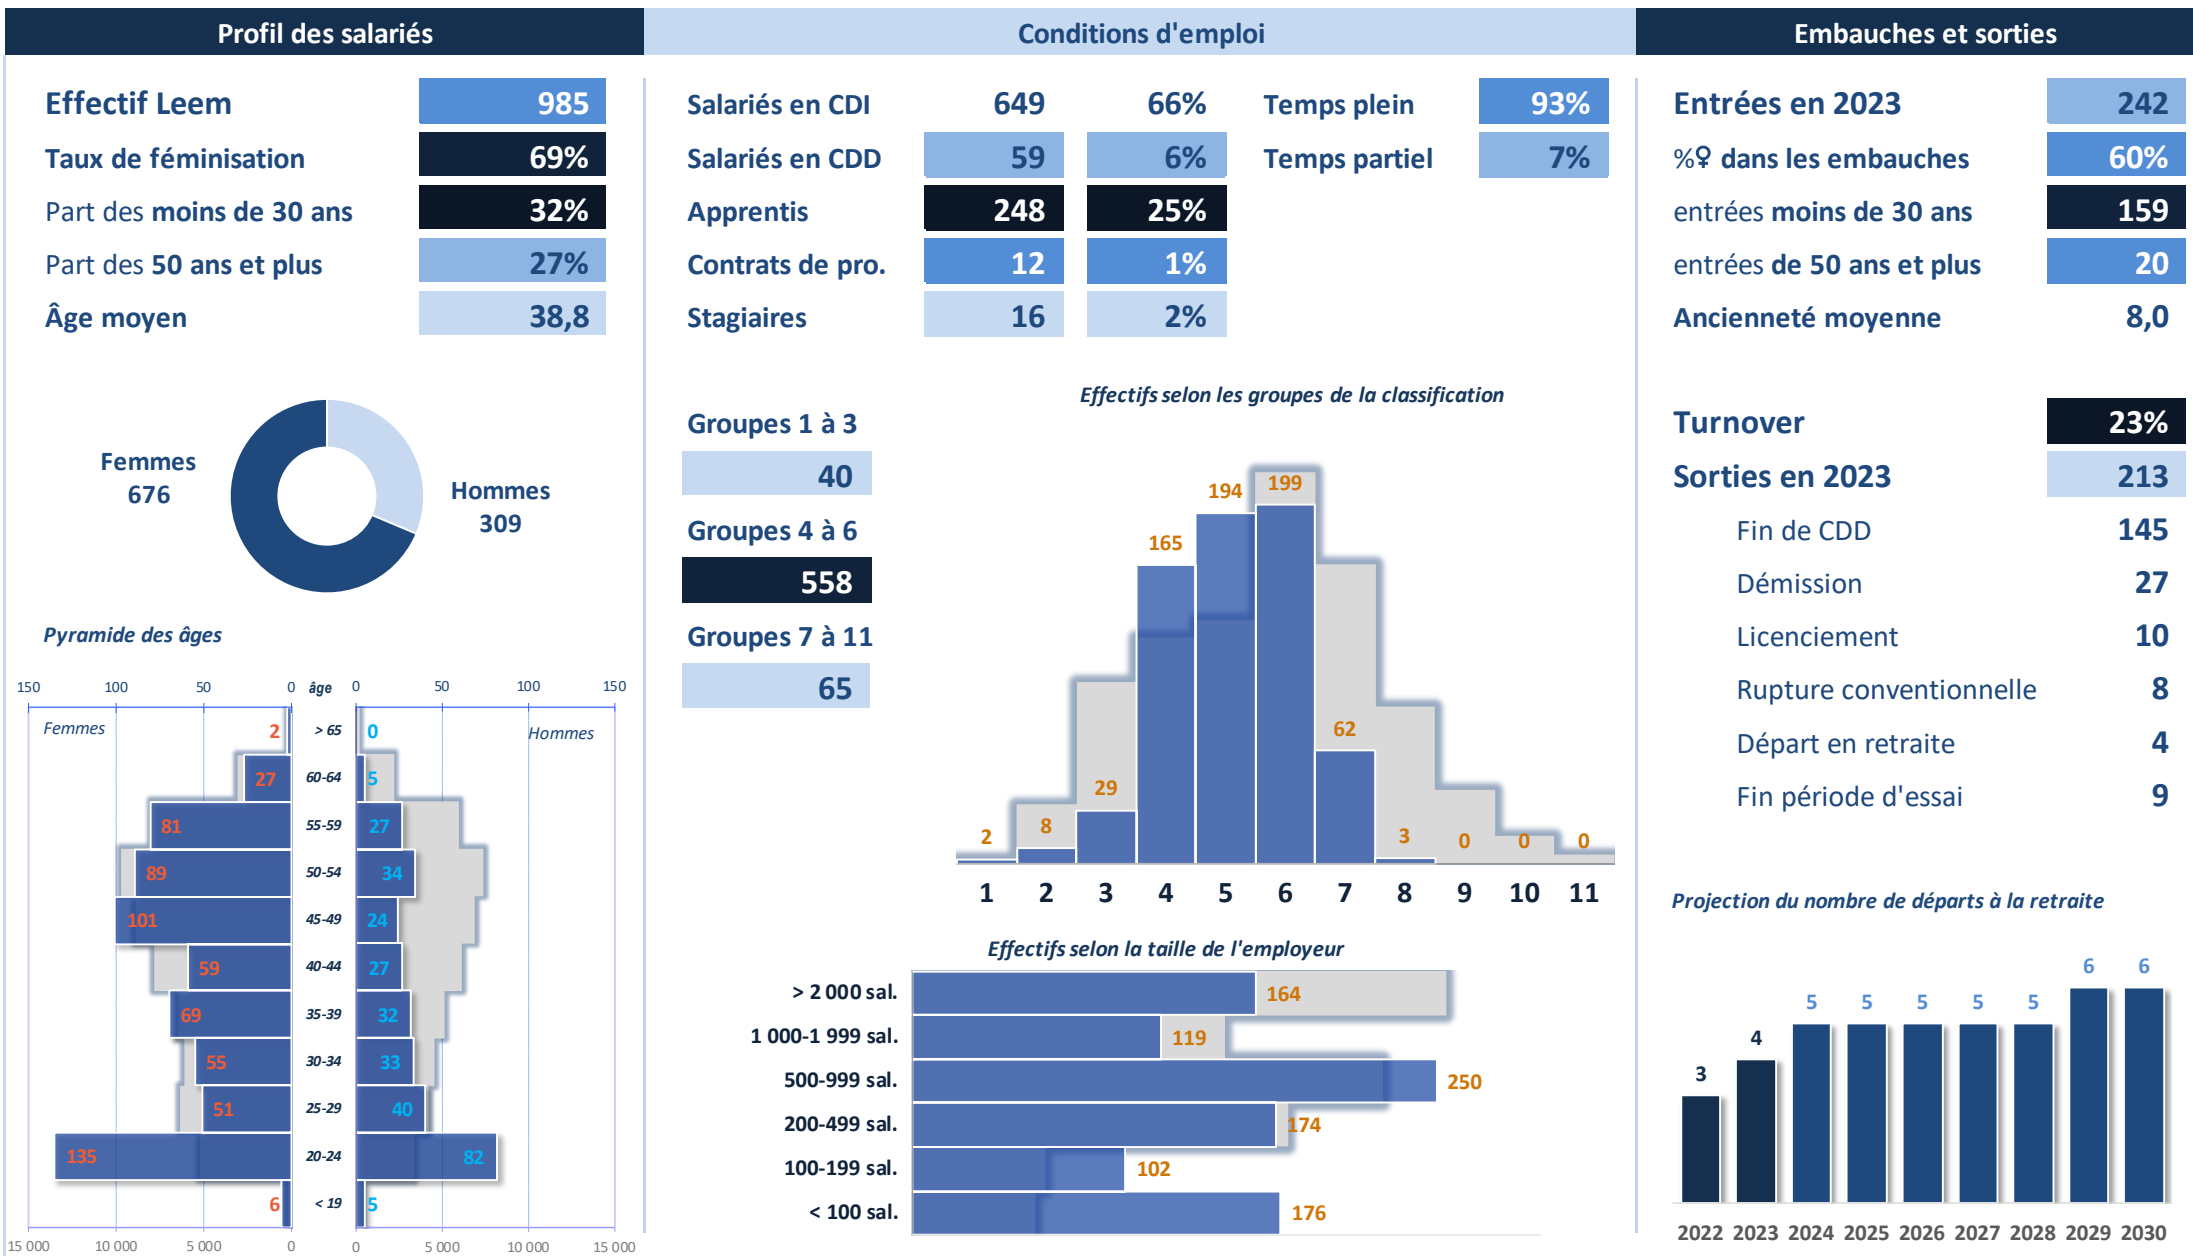 Profil des salariés
Effectif Leem 985
Taux de féminisation 69%
Part des moins de 30 ans 32%
Part des 50 ans et plus 27%
Âge moyen 38,8
Femmes
676
Hommes
309
Pyramide des âges
150 100 50 0 âge 0 50 100 150
Femmes Hommes
2 > 65 0
27 60-64 5
81 55-59 27
89 50-54 34
101 45-49 24
59 40-44 27
69 35-39 32
55 30-34 33
51 25-29 40
135 20-24 82
6 < 19 5
15 000 10 000 5 000 0 0 5 000 10 000 15 000
Conditions d'emploi
Salariés en CDI 649 66% Temps plein 93%
Salariés en CDD 59 6% Temps partiel 7%
Apprentis 248 25%
Contrats de pro. 12 1%
Stagiaires 16 2%
Groupes 1 à 3
40
Groupes 4 à 6
558
Groupes 7 à 11
65
Effectifs selon les groupes de la classification
2 8 29 165 194 199 62 3 0 0 0
1 2 3 4 5 6 7 8 9 10 11
Effectifs selon la taille de l'employeur
> 2 000 sal. 164
1 000-1 999 sal. 119
500-999 sal. 250
200-499 sal. 174
100-199 sal. 102
< 100 sal. 176
Embauches et sorties
Entrées en 2023 242
%♀ dans les embauches 60%
entrées moins de 30 ans 159
entrées de 50 ans et plus 20
Ancienneté moyenne 8,0
Turnover 23%
Sorties en 2023 213
Fin de CDD 145
Démission 27
Licenciement 10
Rupture conventionnelle 8
Départ en retraite 4
Fin période d'essai 9
Projection du nombre de départs à la retraite
3 4 5 5 5 5 5 6 6
2022 2023 2024 2025 2026 2027 2028 2029 2030